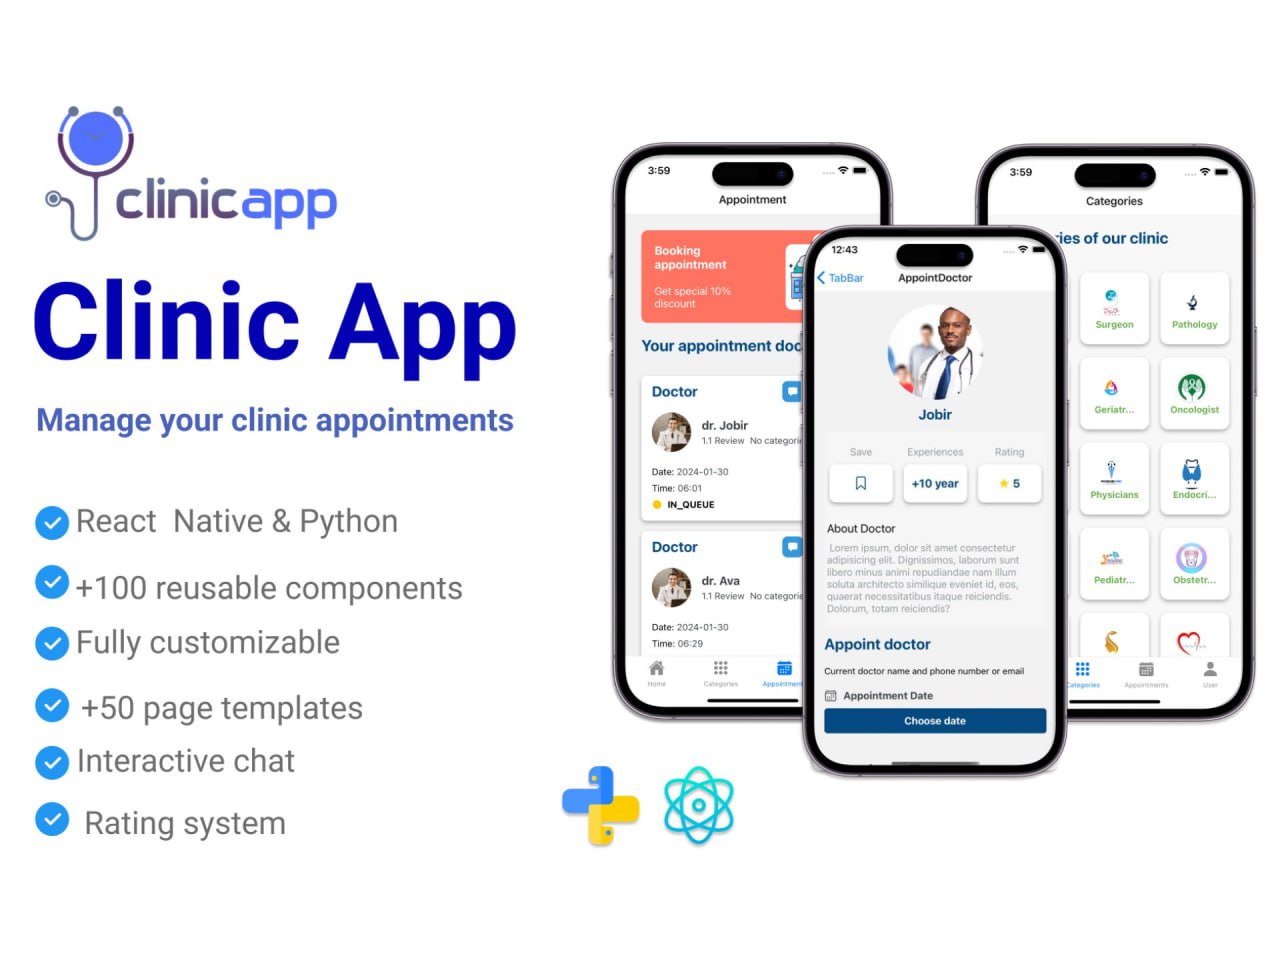 clinicapp
Clinic App
Manage your clinic appointments
React Native & Python
+100 reusable components
Fully customizable
+50 page templates
Interactive chat
Rating system
3:59
Appointment
Booking
appointment
Get special 10%
discount
Your appointment doc
Doctor
dr. Jobir
1.1 Review No categorie
Date: 2024-01-30
Time: 06:01
IN_QUEUE
Doctor
dr. Ava
1.1 Review No categorie
Date: 2024-01-30
Time: 06:29
Home
Categories
Appointment
12:43
TabBar
AppointDoctor
Jobir
Save
Experiences
Rating
+10 year
5
About Doctor
Lorem ipsum, dolor sit amet consectetur
adipisicing elit. Dignissimos, laborum sunt
libero minus animi repudiandae nam illum
soluta architecto similique eveniet id, eos,
quaerat necessitatibus itaque reiciendis.
Dolorum, totam reiciendis?
Appoint doctor
Current doctor name and phone number or email
Appointment Date
Choose date
3:59
Categories
ries of our clinic
Surgeon
Pathology
Geriatr...
Oncologist
Physicians
Endocri...
Pediatr...
Obstetr...
Categories
Appointments
User